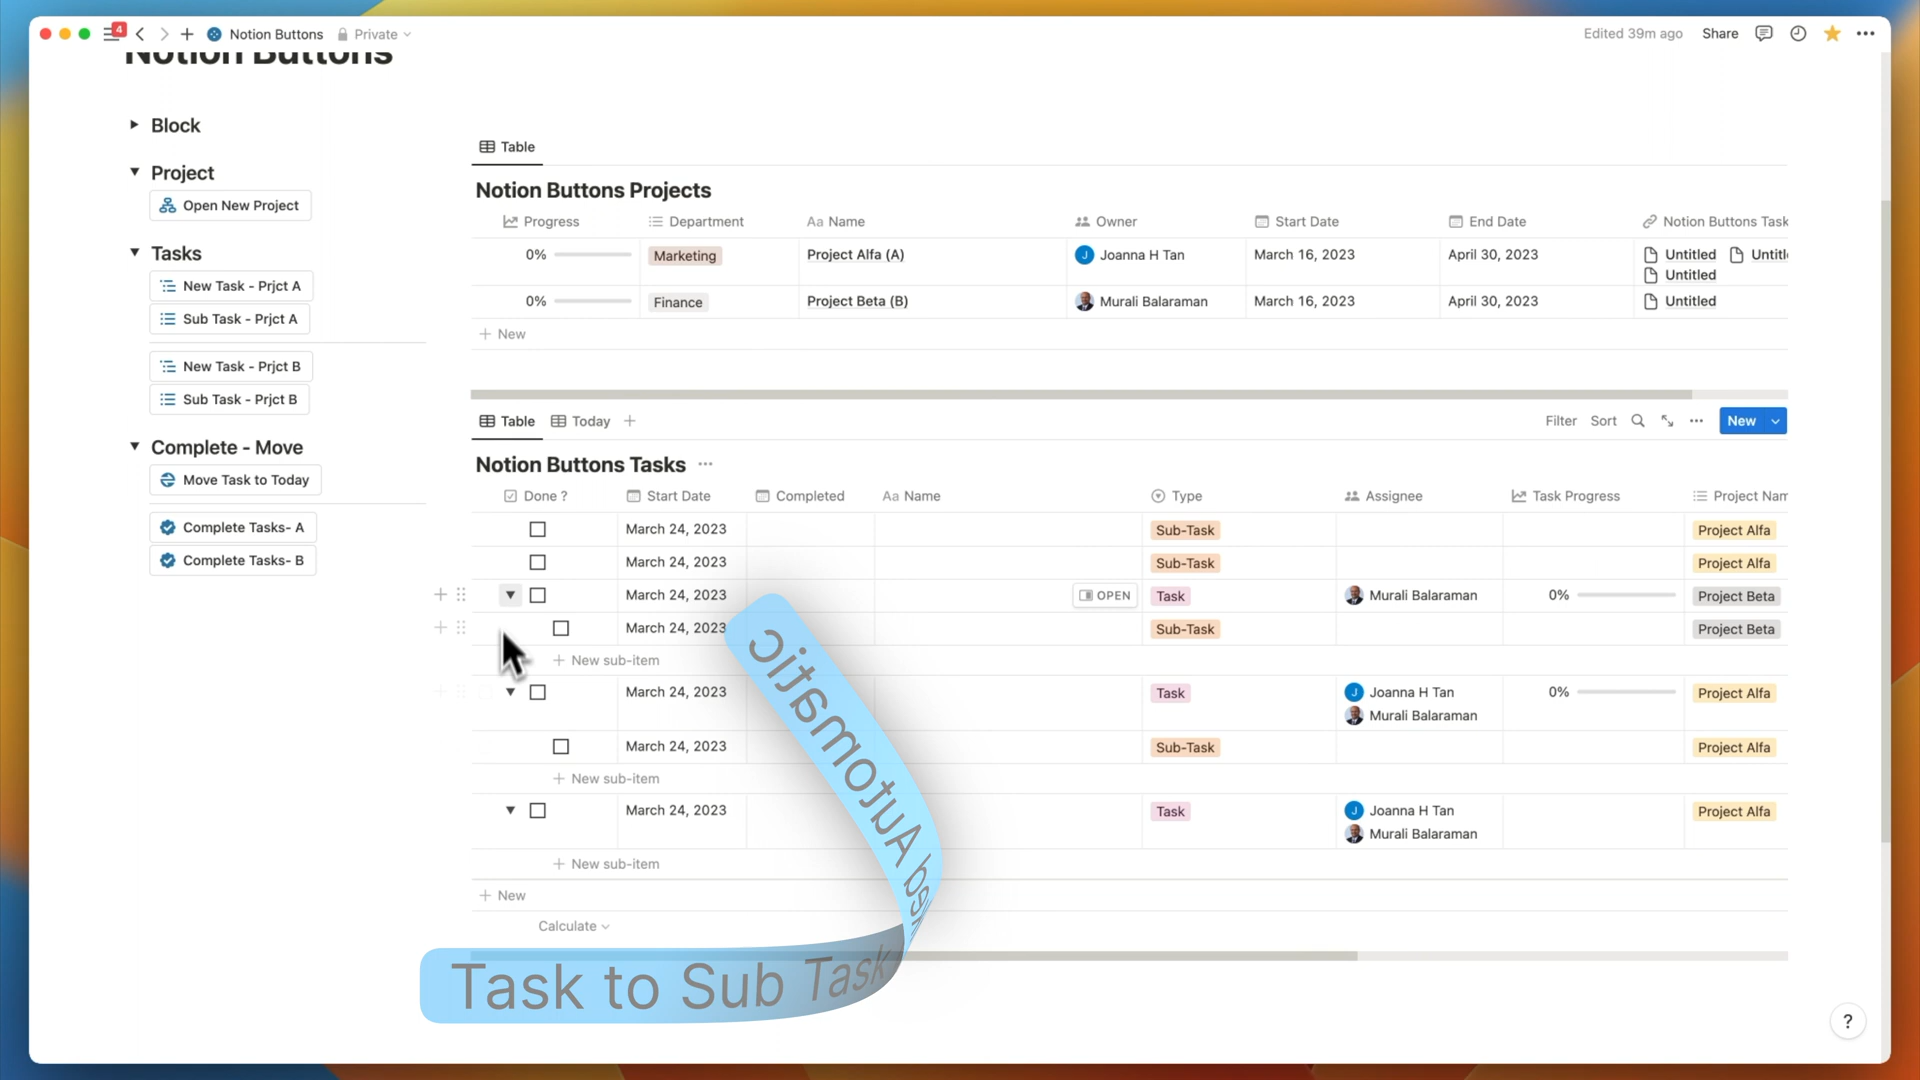 4
Notion Buttons Private
Edited 39m ago Share
Notion Buttons
Block
Project
Open New Project
Tasks
New Task - Prjct A
Sub Task - Prjct A
New Task - Prjct B
Sub Task - Prjct B
Complete - Move
Move Task to Today
Complete Tasks- A
Complete Tasks- B
Table
Notion Buttons Projects
Progress Department Aa Name Owner Start Date End Date Notion Buttons Task
0% Marketing Project Alfa (A) J Joanna H Tan March 16, 2023 April 30, 2023 Untitled
Untitled
0% Finance Project Beta (B) Murali Balaraman March 16, 2023 April 30, 2023 Untitled
+ New
Table Today +
Filter Sort New
Notion Buttons Tasks
Done ? Start Date Completed Aa Name Type Assignee Task Progress Project Nam
March 24, 2023 Sub-Task Project Alfa
March 24, 2023 Sub-Task Project Alfa
March 24, 2023 OPEN Task Murali Balaraman 0% Project Beta
March 24, 2023 Sub-Task Project Beta
+ New sub-item
March 24, 2023 Task J Joanna H Tan 0% Project Alfa
Murali Balaraman
March 24, 2023 Sub-Task Project Alfa
+ New sub-item
March 24, 2023 Task J Joanna H Tan Project Alfa
Murali Balaraman
+ New sub-item
+ New
Calculate
Task to Sub Task
Automatic
?